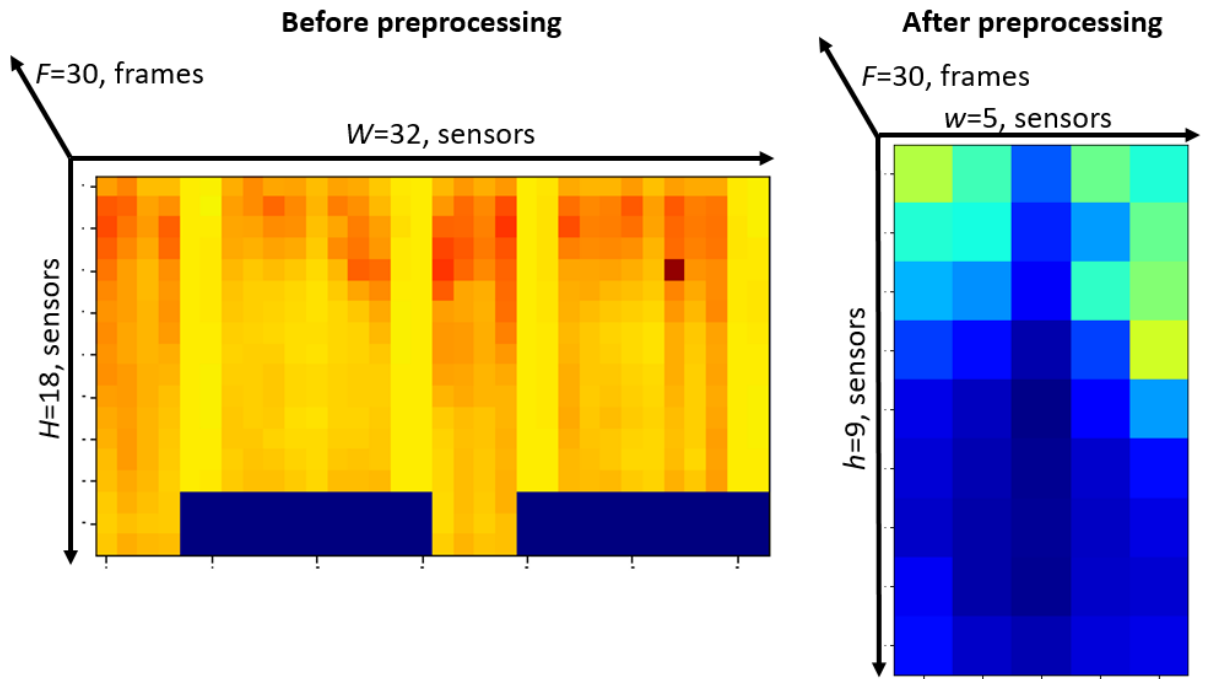 Before preprocessing
F=30, frames
W=32, sensors
H=18, sensors
After preprocessing
F=30, frames
w=5, sensors
h=9, sensors